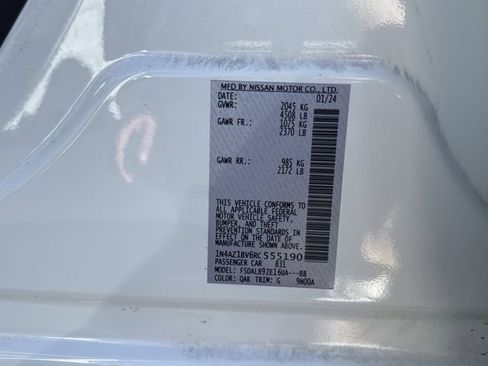 MFD BY NISSAN MOTOR CO., LTD.
DATE: 01/24
GVWR: 2045 KG
4508 LB
GAWR FR.: 1075 KG
2370 LB
GAWR RR.: 985 KG
2172 LB
THIS VEHICLE CONFORMS TO
ALL APPLICABLE FEDERAL
MOTOR VEHICLE SAFETY,
BUMPER, AND THEFT
PREVENTION STANDARDS
IN EFFECT ON THE DATE OF
MANUFACTURE SHOWN ABOVE.
1N4AZ1BV6RC555190
PASSENGER CAR 831
MODEL: FSDALB9ZE16UA---BB
COLOR: QAK TRIM: G 9N00A